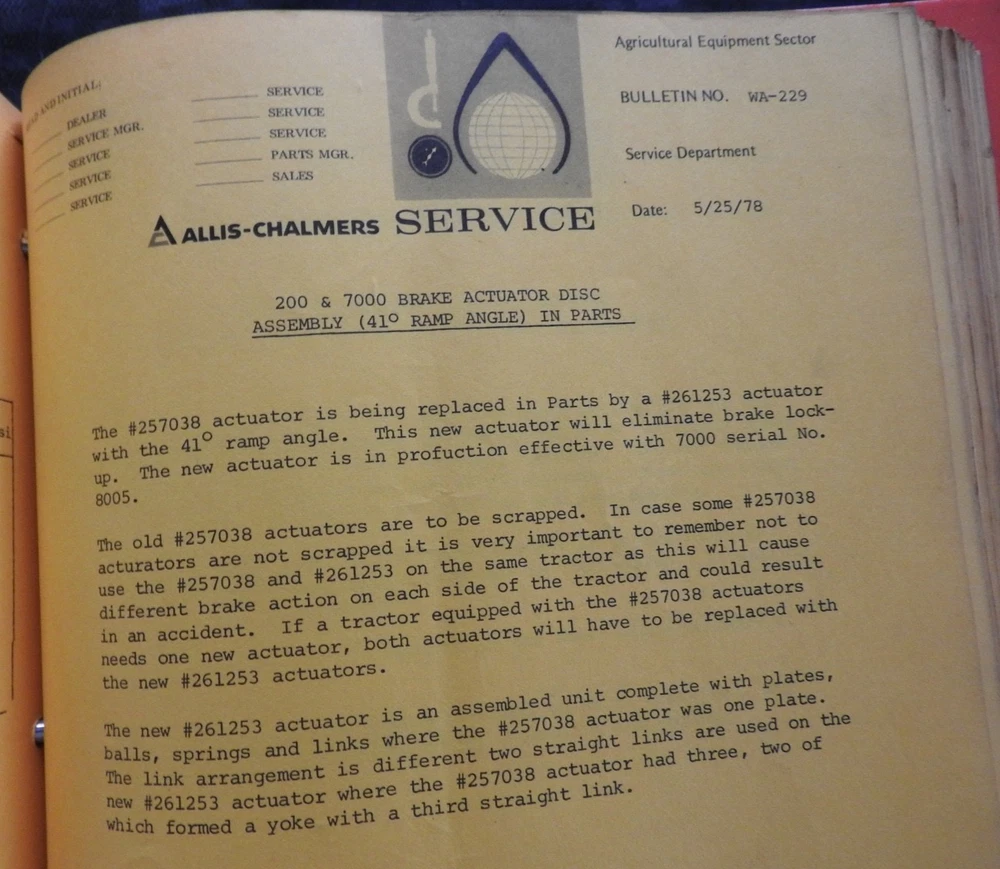 AND INITIAL:
DEALER
SERVICE MGR.
SERVICE
SERVICE
SERVICE
SERVICE
SERVICE
SERVICE
PARTS MGR.
SALES
Agricultural Equipment Sector
BULLETIN NO. WA-229
Service Department
Date: 5/25/78
ALLIS-CHALMERS SERVICE
200 & 7000 BRAKE ACTUATOR DISC
ASSEMBLY (41° RAMP ANGLE) IN PARTS
The #257038 actuator is being replaced in Parts by a #261253 actuator
with the 41° ramp angle. This new actuator will eliminate brake lock-
up. The new actuator is in profuction effective with 7000 serial No.
8005.
The old #257038 actuators are to be scrapped. In case some #257038
acturators are not scrapped it is very important to remember not to
use the #257038 and #261253 on the same tractor as this will cause
different brake action on each side of the tractor and could result
in an accident. If a tractor equipped with the #257038 actuators
needs one new actuator, both actuators will have to be replaced with
the new #261253 actuators.
The new #261253 actuator is an assembled unit complete with plates,
balls, springs and links where the #257038 actuator was one plate.
The link arrangement is different two straight links are used on the
new #261253 actuator where the #257038 actuator had three, two of
which formed a yoke with a third straight link.